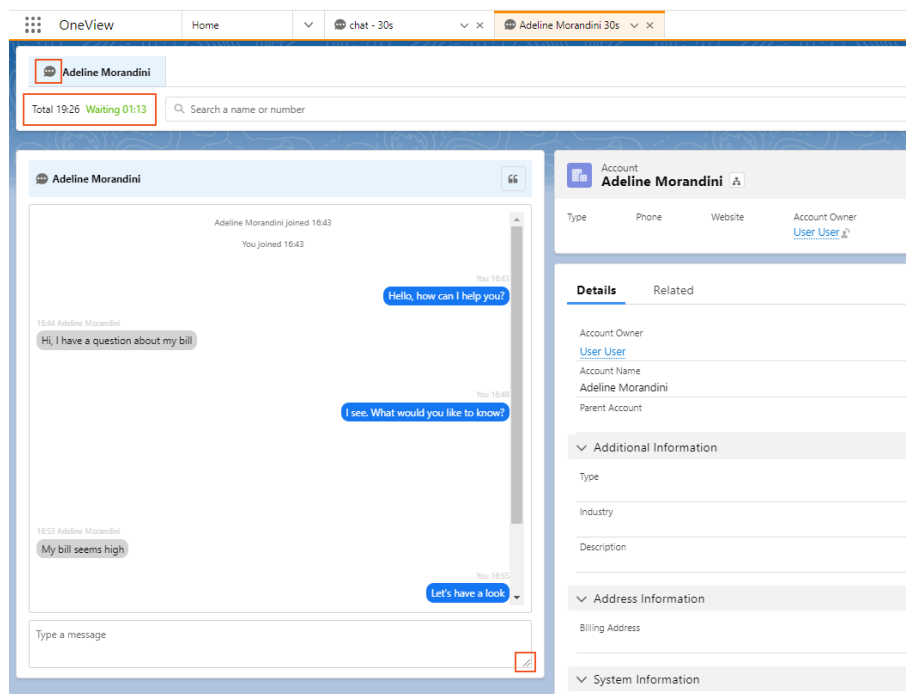 OneView
Home
chat - 30s
Adeline Morandini 30s
Adeline Morandini
Total 19:26 Waiting 01:13
Search a name or number
Adeline Morandini
Adeline Morandini joined 16:43
You joined 16:43
You 16:43
Hello, how can I help you?
16:44 Adeline Morandini
Hi, I have a question about my bill
You 16:48
I see. What would you like to know?
16:53 Adeline Morandini
My bill seems high
You 16:55
Let's have a look
Type a message
Account
Adeline Morandini
Type Phone Website Account Owner
User User
Details Related
Account Owner
User User
Account Name
Adeline Morandini
Parent Account
Additional Information
Type
Industry
Description
Address Information
Billing Address
System Information